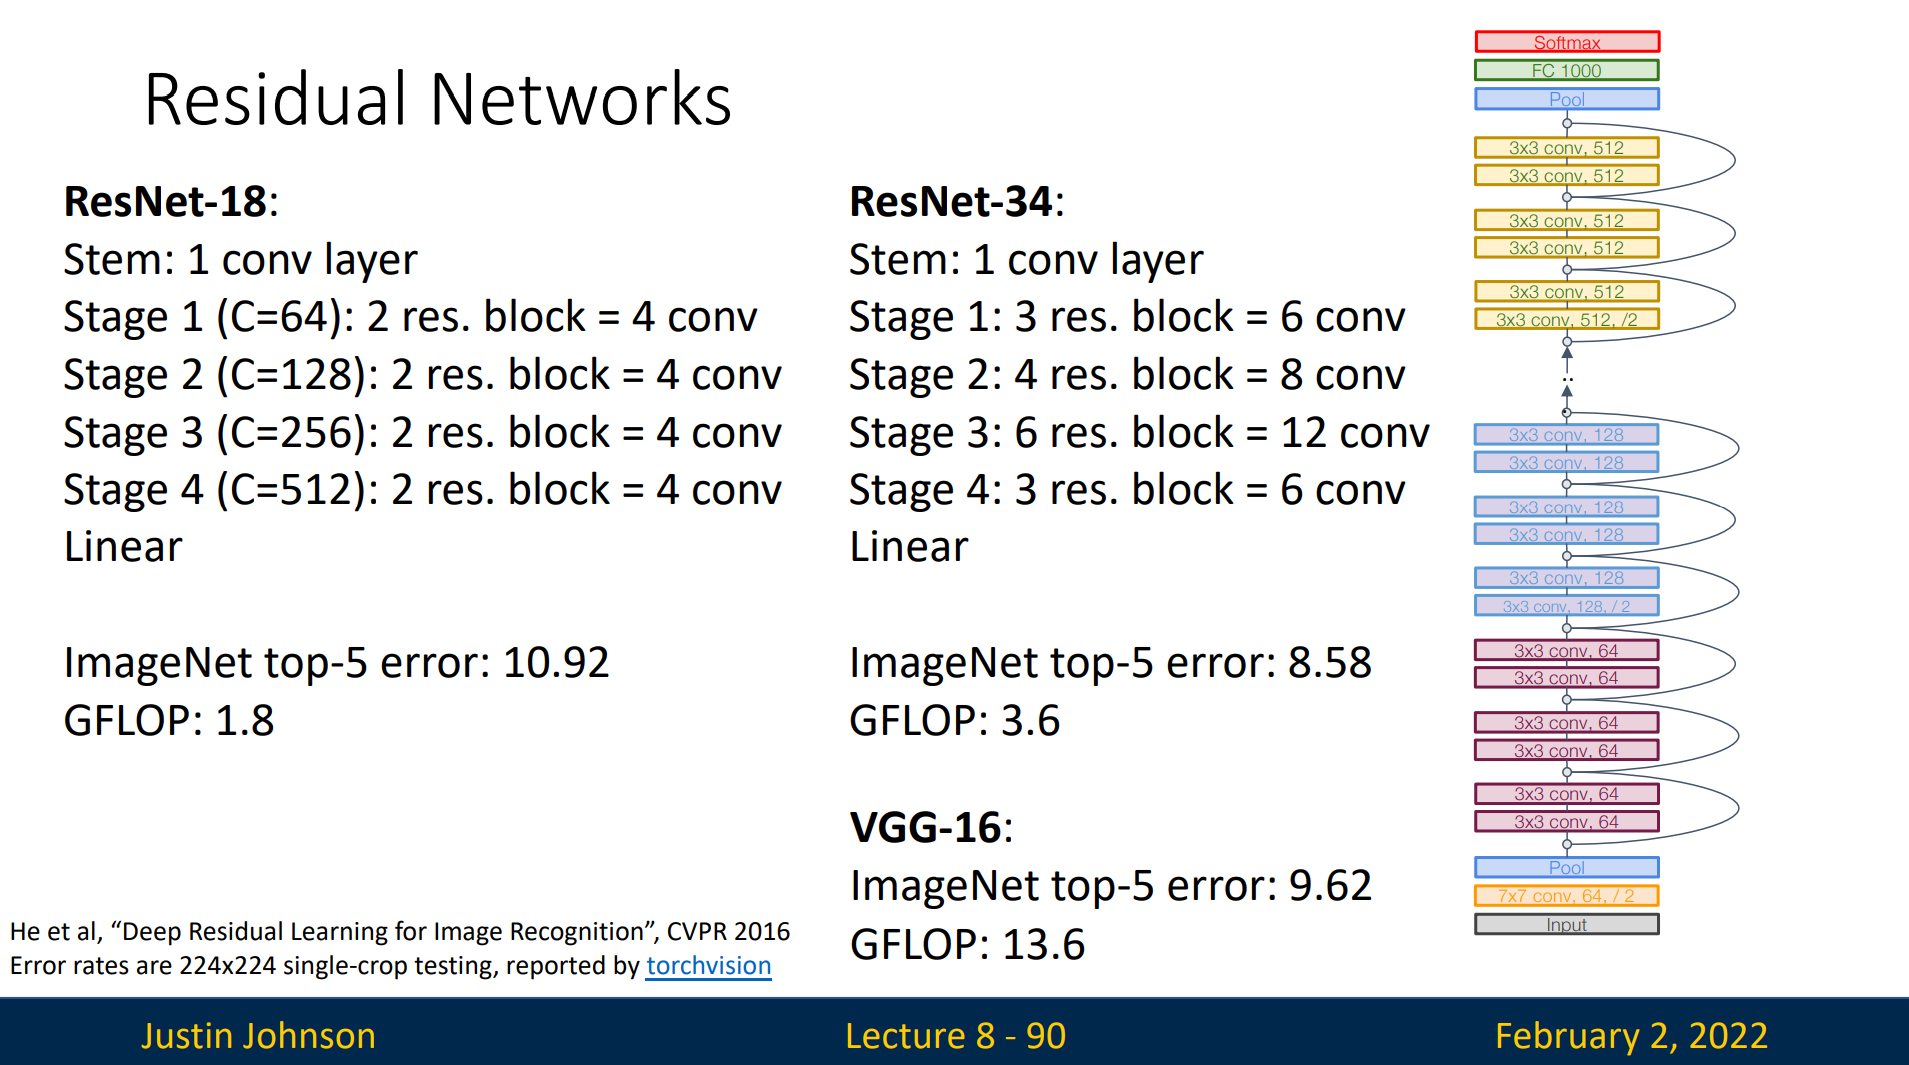 Residual Networks
ResNet-18:
Stem: 1 conv layer
Stage 1 (C=64): 2 res. block = 4 conv
Stage 2 (C=128): 2 res. block = 4 conv
Stage 3 (C=256): 2 res. block = 4 conv
Stage 4 (C=512): 2 res. block = 4 conv
Linear
ImageNet top-5 error: 10.92
GFLOP: 1.8
ResNet-34:
Stem: 1 conv layer
Stage 1: 3 res. block = 6 conv
Stage 2: 4 res. block = 8 conv
Stage 3: 6 res. block = 12 conv
Stage 4: 3 res. block = 6 conv
Linear
ImageNet top-5 error: 8.58
GFLOP: 3.6
VGG-16:
ImageNet top-5 error: 9.62
GFLOP: 13.6
Softmax
FC 1000
Pool
3x3 conv, 512
3x3 conv, 512
3x3 conv, 512
3x3 conv, 512
3x3 conv, 512
3x3 conv, 512, /2
..
3x3 conv, 128
3x3 conv, 128
3x3 conv, 128
3x3 conv, 128
3x3 conv, 128
3x3 conv, 128, / 2
3x3 conv, 64
3x3 conv, 64
3x3 conv, 64
3x3 conv, 64
3x3 conv, 64
3x3 conv, 64
Pool
7x7 conv, 64, / 2
Input
He et al, “Deep Residual Learning for Image Recognition”, CVPR 2016
Error rates are 224x224 single-crop testing, reported by torchvision
Justin Johnson
Lecture 8 - 90
February 2, 2022